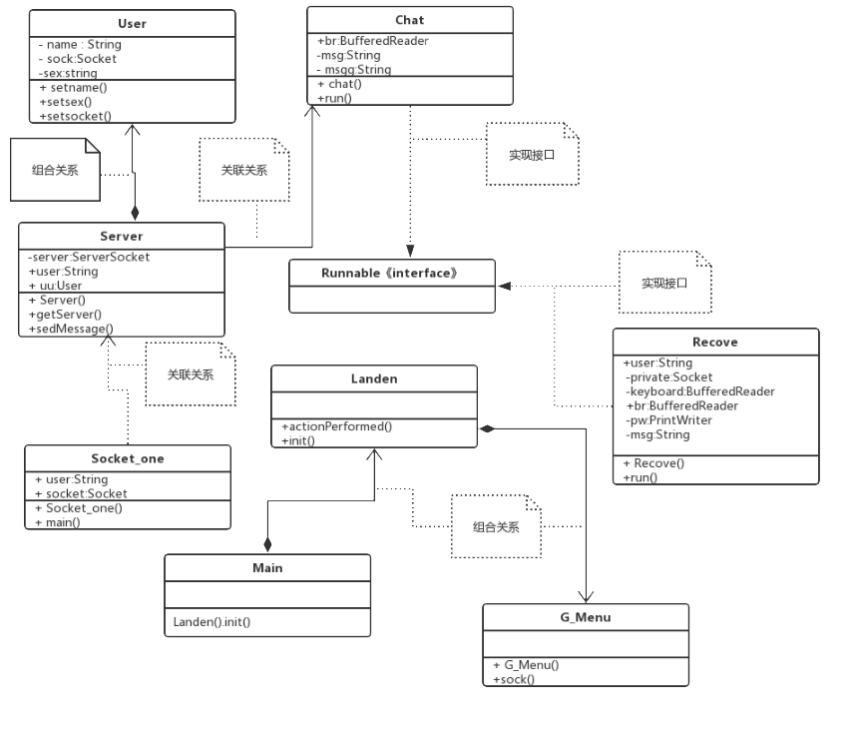 User
- name : String
- sock:Socket
-sex:string
+ setname()
+setsex()
+setsocket()
Chat
+br:BufferedReader
-msg:String
- msgg:String
+ chat()
+run()
组合关系
关联关系
实现接口
Server
-server:ServerSocket
+user:String
+ uu:User
+ Server()
+getServer()
+sedMessage()
Runnable《interface》
实现接口
关联关系
Recove
+user:String
-private:Socket
-keyboard:BufferedReader
+br:BufferedReader
-pw:PrintWriter
-msg:String
+ Recove()
+run()
Landen
+actionPerformed()
+init()
Socket_one
+ user:String
+ socket:Socket
+ Socket_one()
+ main()
组合关系
Main
Landen().init()
G_Menu
+ G_Menu()
+sock()